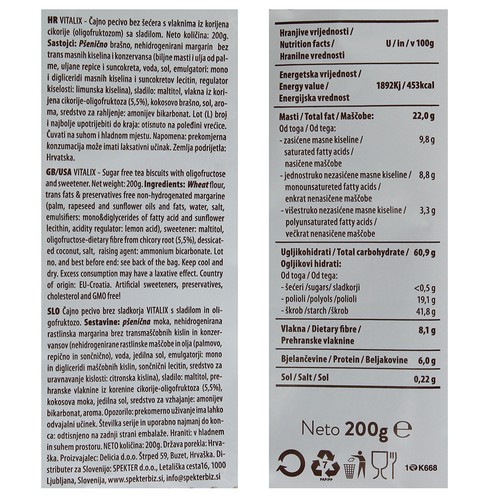 HR VITALIX – Čajno pecivo bez šećera s vlaknima iz korijena
cikorije (oligofruktozom) sa sladilom. Neto količina: 200g.
Sastojci: Pšenično brašno, nehidrogenirani margarin bez
trans masnih kiselina i konzervansa (biljne masti i ulja od pal-
me, uljane repice i suncokreta, voda, sol, emulgatori: mono
i digliceridi masnih kiselina i suncokretov lecitin, regulator
kiselosti: limunska kiselina), sladilo: maltitol, vlakna iz kori-
jena cikorije-oligofruktoza (5,5%), kokosovo brašno, sol, aro-
ma, sredstvo za rahljenje: amonijev bikarbonat. Lot (L) broj
i najbolje upotrijebiti do kraja: otisnuto na poleđini vrećice.
Čuvati na suhom i hladnom mjestu. Napomena: prekomjerna
konzumacija može imati laksativni učinak. Zemlja podrijetla:
Hrvatska.
GB/USA VITALIX – Sugar free tea biscuits with oligofructose
and sweetener. Net weight: 200g. Ingredients: Wheat flour,
trans fats & preservatives free non-hydrogenated margarine
(palm, rapeseed and sunflower oils and fats, water, salt,
emulsifiers: mono&diglycerides of fatty acids and sunflower
lecithin, acidity regulator: lemon acid), sweetener: maltitol,
oligofructose-dietary fibre from chicory root (5,5%), dessicat-
ed coconut, salt, raising agent: ammonium bicarbonate. Lot
no. and best before end: see back of the bag. Keep cool and
dry. Excess consumption may have a laxative effect. Country
of origin: EU-Croatia. Artificial sweeteners, preservatives,
cholesterol and GMO free!
SLO Čajno pecivo brez sladkorja VITALIX s sladilom in oli-
gofruktozo. Sestavine: pšenična moka, nehidrogenirana
rastlinska margarina brez transmaščobnih kislin in konzer-
vansov (nehidrogenirane rastlinske maščobe in olja (palmovo,
repično in sončnično), voda, jedilna sol, emulgatorji: mono
in digliceridi maščobnih kislin, sončnični lecitin, sredstvo za
uravnavanje kislosti: citronska kislina), sladilo: maltitol, pre-
hranske vlaknine iz korenine cikorije-oligofruktoza (5,5%),
kokosova moka, jedilna sol, sredstvo za vzhajanje: amonijev
bikarbonat, aroma. Opozorilo: prekomerno uživanje ima lahko
odvajalni učinek. Številka serije in uporabno najmanj do kon-
ca: odtisnjeno na zadnji strani embalaže. Hraniti: v hladnem
in suhem prostoru. NETO količina: 200g. Država porekla: Hrva-
ška. Proizvajalec: Delicia d.o.o. Štrped 59, Buzet, Hrvaška. Di-
stributer za Slovenijo: SPEKTER d.o.o., Letališka cesta16, 1000
Ljubljana, Slovenija, www.spekterbiz.si info@spekterbiz.si
Hranjive vrijednosti /
Nutrition facts / U / in / v 100g
Hranilne vrednosti
Energetska vrijednost /
Energy value / 1892Kj / 453kcal
Energijska vrednost
Masti / Total fat / Maščobe: 22,0 g
Od toga / Od tega:
- zasićene masne kiseline / 9,8 g
saturated fatty acids /
nasičene maščobe
- jednostruko nezasićene masne kiseline / 8,8 g
monounsatureted fatty acids /
enkrat nenasičene maščobe
- višestruko nezasićene masne kiseline / 3,3 g
polyunsaturated fatty acids /
večkrat nenasičene maščobe
Ugljikohidrati / Total carbohydrate / 60,9 g
Ogljikovi hidrati:
Od toga / Od tega:
- šećeri /sugars/ sladkorji <0,5 g
- polioli /polyols /polioli 19,1 g
- škrob /starch /škrob 41,8 g
Vlakna / Dietary fibre / 8,1 g
Prehranske vlaknine
Bjelančevine / Protein / Beljakovine 6,0 g
Sol / Salt / Sol 0,22 g
Neto 200g ℮
7
PAP/PP
1 K668